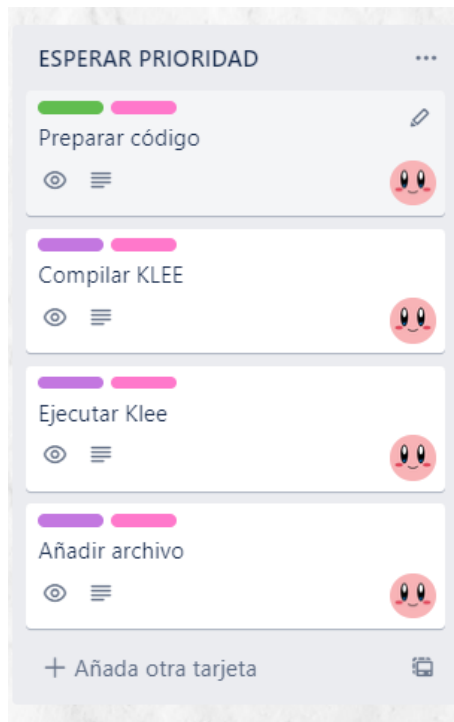 ESPERAR PRIORIDAD
Preparar código
Compilar KLEE
Ejecutar Klee
Añadir archivo
+ Añada otra tarjeta